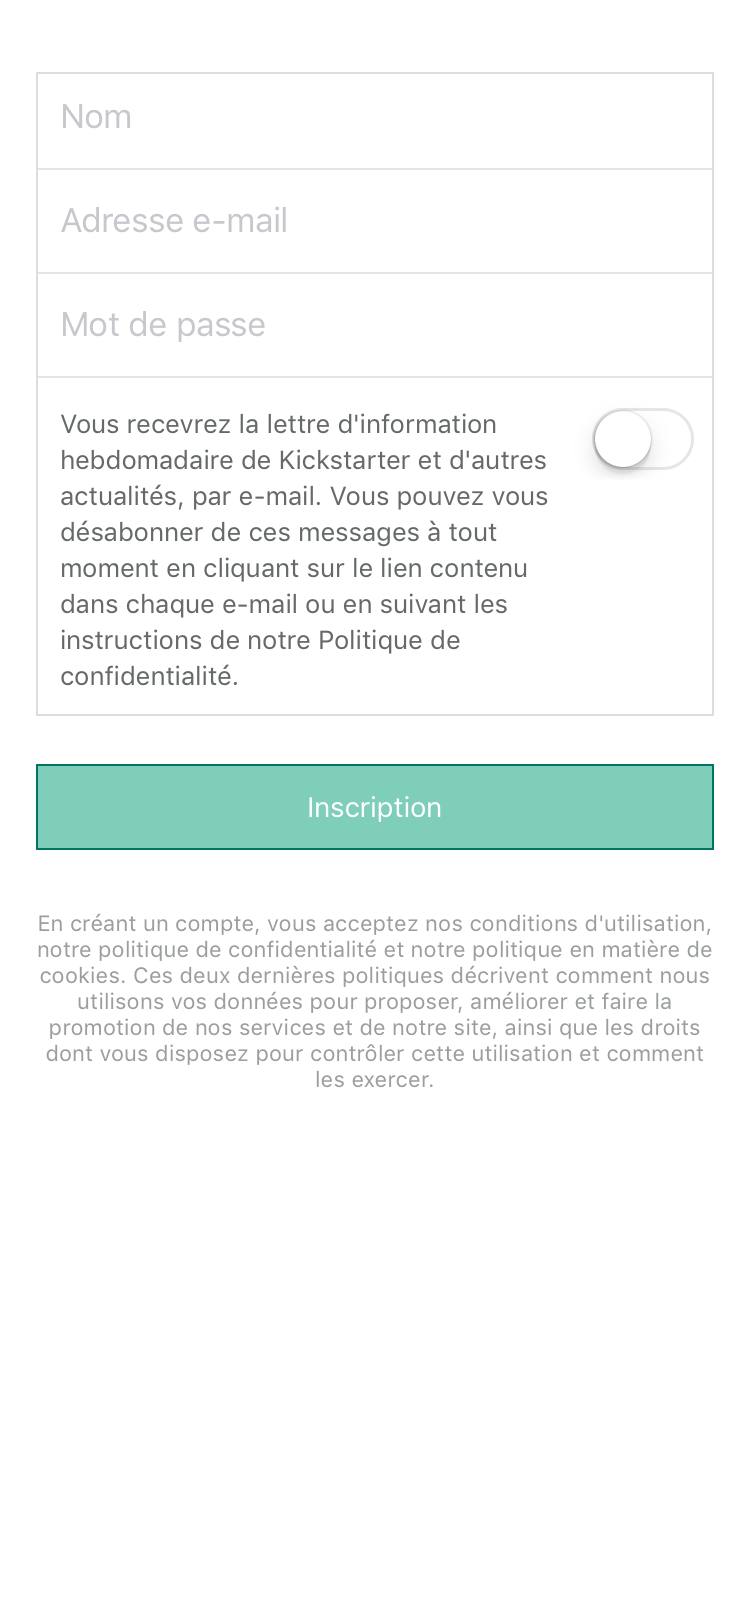 Nom
Adresse e-mail
Mot de passe
Vous recevrez la lettre d'information
hebdomadaire de Kickstarter et d'autres
actualités, par e-mail. Vous pouvez vous
désabonner de ces messages à tout
moment en cliquant sur le lien contenu
dans chaque e-mail ou en suivant les
instructions de notre Politique de
confidentialité.
Inscription
En créant un compte, vous acceptez nos conditions d'utilisation,
notre politique de confidentialité et notre politique en matière de
cookies. Ces deux dernières politiques décrivent comment nous
utilisons vos données pour proposer, améliorer et faire la
promotion de nos services et de notre site, ainsi que les droits
dont vous disposez pour contrôler cette utilisation et comment
les exercer.